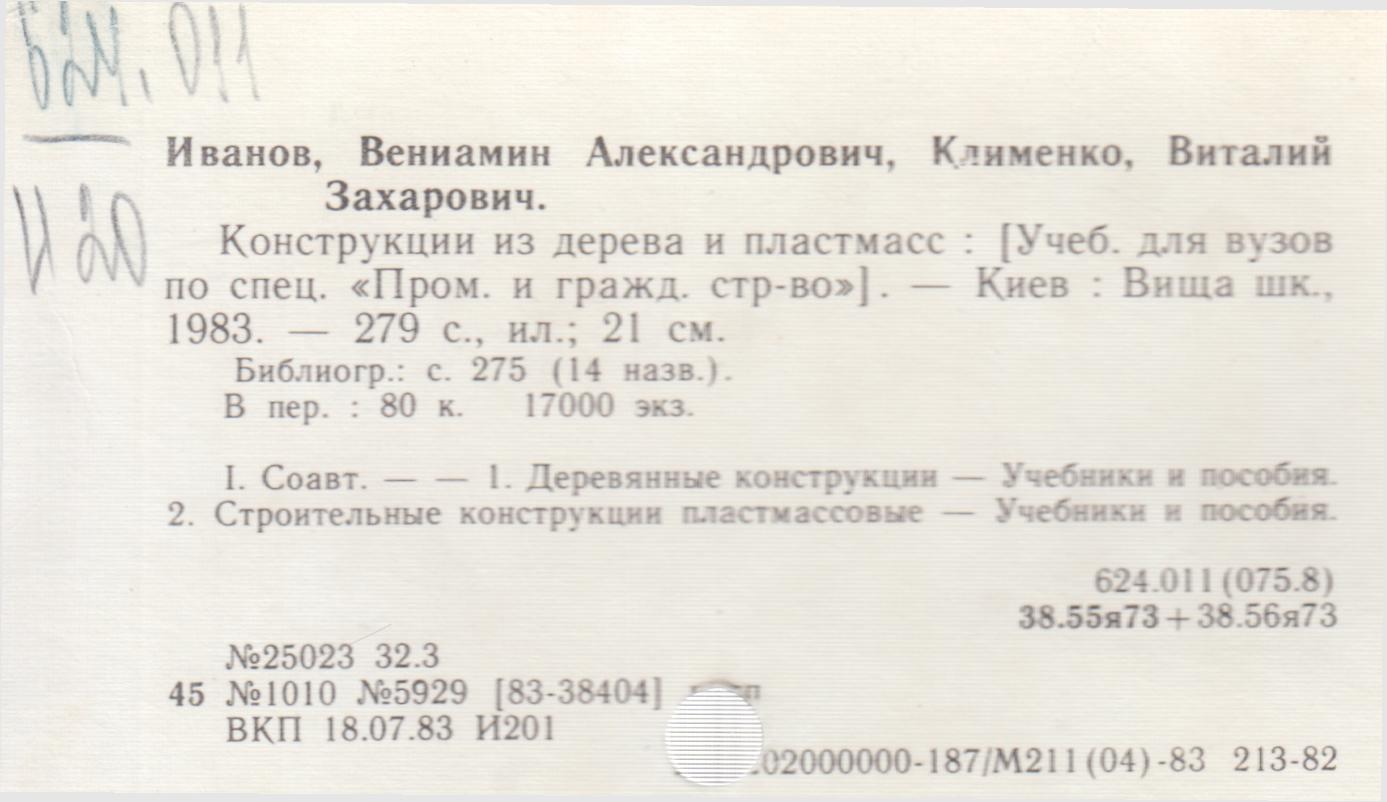 624.011
И20
Иванов, Вениамин Александрович, Клименко, Виталий
Захарович.
Конструкции из дерева и пластмасс : [Учеб. для вузов
по спец. «Пром. и гражд. стр-во»]. — Киев : Вища шк.,
1983. — 279 с., ил.; 21 см.
Библиогр.: с. 275 (14 назв.).
В пер. : 80 к. 17000 экз.
I. Соавт. — — 1. Деревянные конструкции — Учебники и пособия.
2. Строительные конструкции пластмассовые — Учебники и пособия.
624.011(075.8)
38.55я73+38.56я73
№25023 32.3
45 №1010 №5929 [83-38404]
ВКП 18.07.83 И201
02000000-187/М211(04)-83 213-82